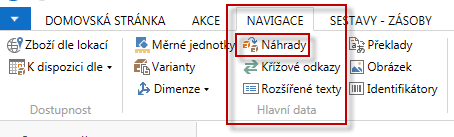 DOMOVSKÁ STRÁNKA AKCE NAVIGACE SESTAVY - ZÁSOBY
Zboží dle lokací Měrné jednotky Náhrady Překlady
K dispozici dle Varianty Křížové odkazy Obrázek
Dimenze Rozšířené texty Identifikátory
Dostupnost Hlavní data